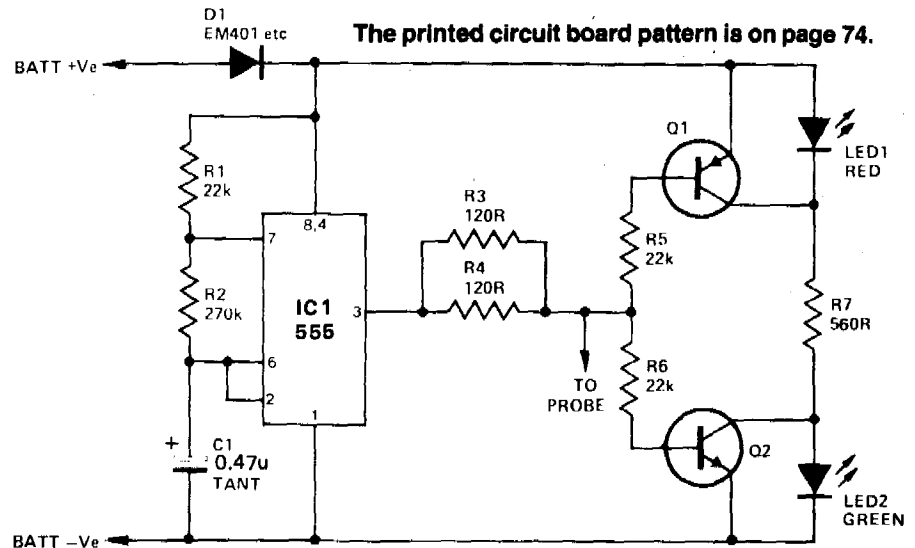 The printed circuit board pattern is on page 74.
D1
EM401 etc
BATT +Ve
R1
22k
R2
270k
7
8,4
IC1
555
3
6
2
1
+
C1
0.47u
TANT
BATT −Ve
R3
120R
R4
120R
TO
PROBE
R5
22k
R6
22k
Q1
Q2
LED1
RED
R7
560R
LED2
GREEN